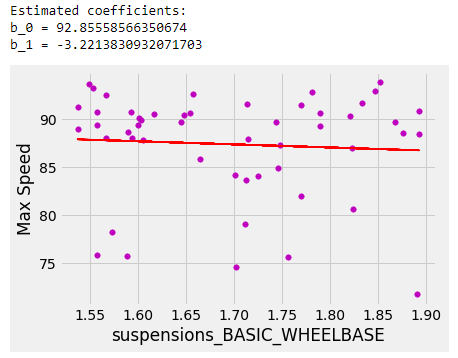 Estimated coefficients:
b_0 = 92.85558566350674
b_1 = -3.2213830932071703
90
85
80
75
Max Speed
1.55 1.60 1.65 1.70 1.75 1.80 1.85 1.90
suspensions_BASIC_WHEELBASE